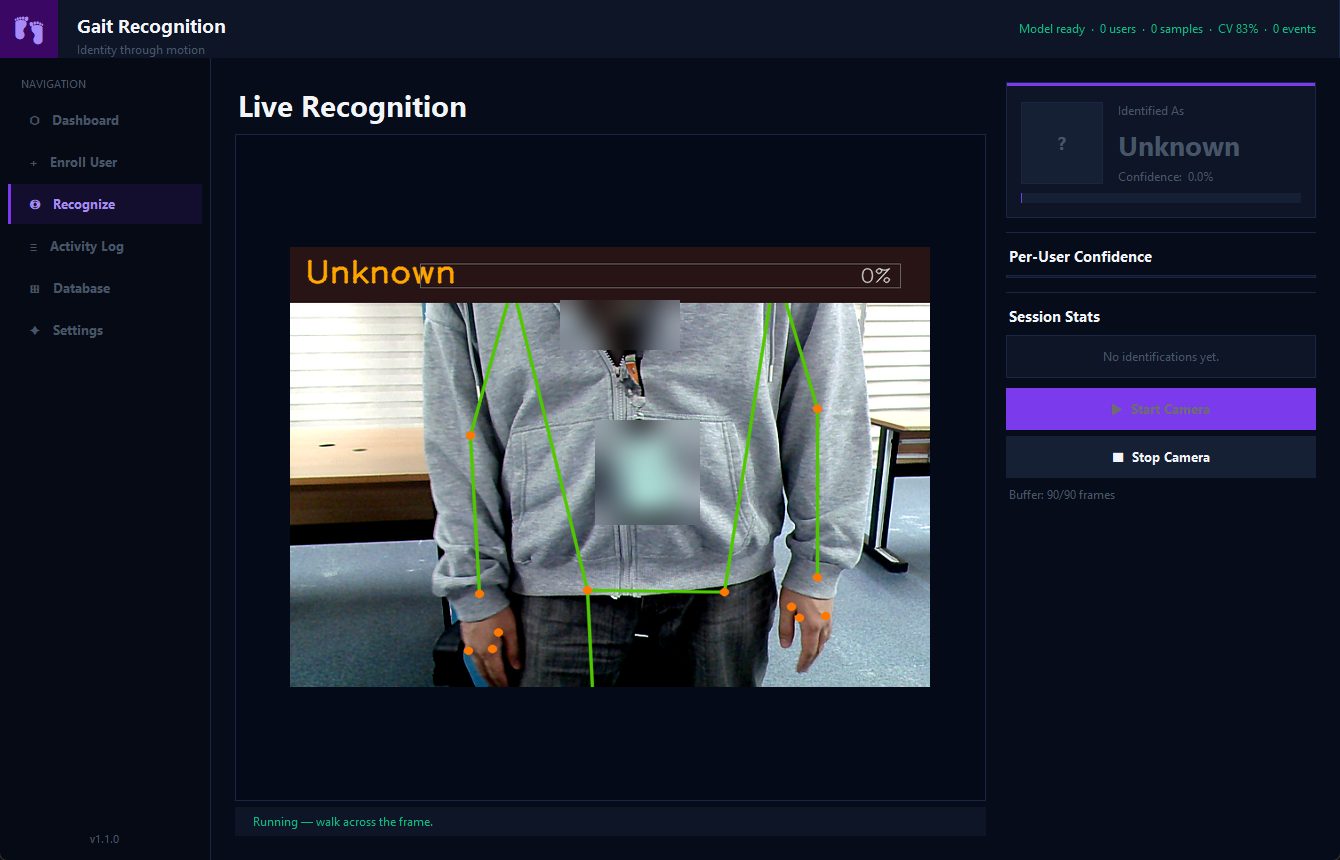 Gait Recognition
Identity through motion
Model ready · 0 users · 0 samples · CV 83% · 0 events
NAVIGATION
Dashboard
+ Enroll User
Recognize
Activity Log
Database
Settings
v1.1.0
Live Recognition
Unknown 0%
Running — walk across the frame.
?
Identified As
Unknown
Confidence: 0.0%
Per-User Confidence
Session Stats
No identifications yet.
Start Camera
Stop Camera
Buffer: 90/90 frames